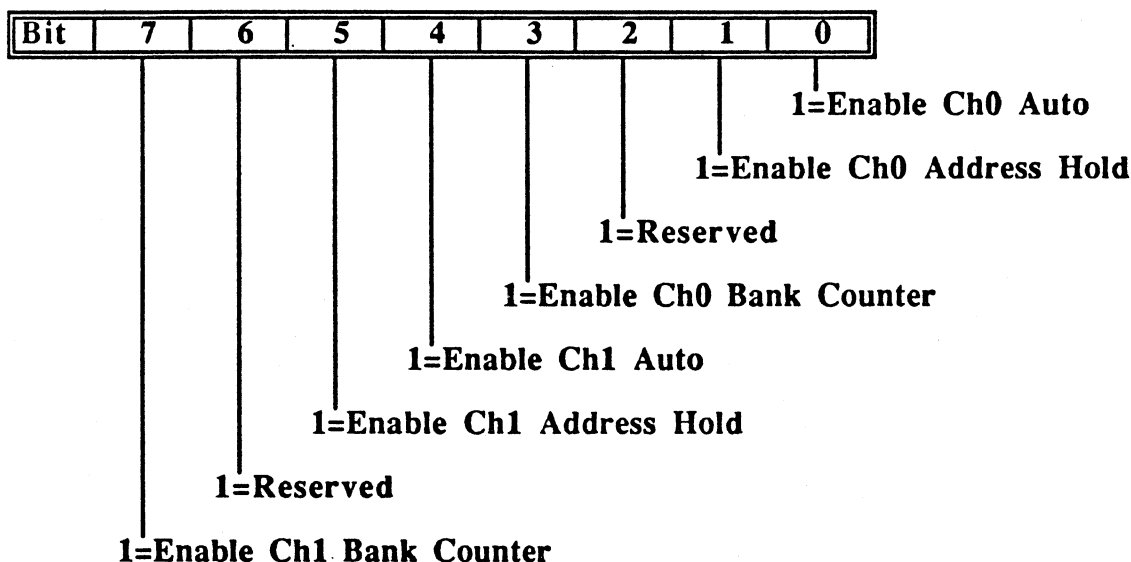 Bit 7 6 5 4 3 2 1 0
1=Enable Ch0 Auto
1=Enable Ch0 Address Hold
1=Reserved
1=Enable Ch0 Bank Counter
1=Enable Ch1 Auto
1=Enable Ch1 Address Hold
1=Reserved
1=Enable Ch1 Bank Counter